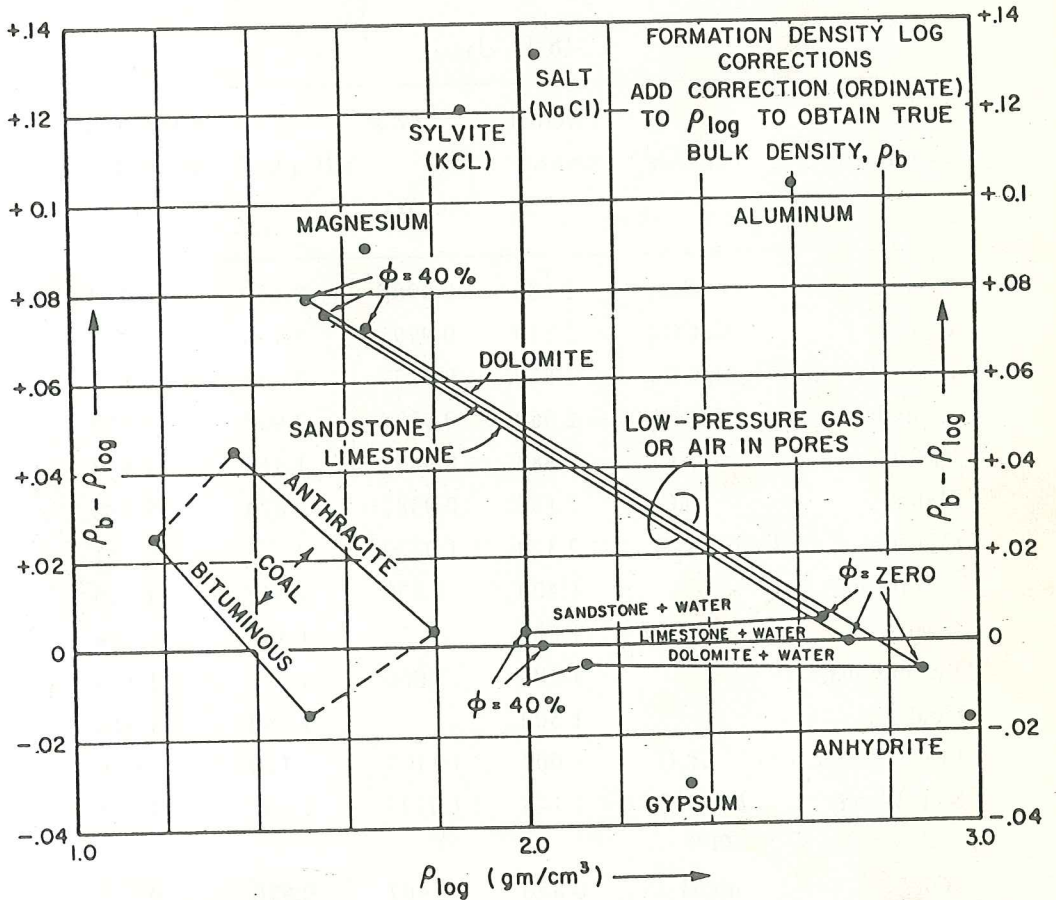 FORMATION DENSITY LOG
CORRECTIONS
ADD CORRECTION (ORDINATE)
TO ρlog TO OBTAIN TRUE
BULK DENSITY, ρb
+.14
+.12
+0.1
+.08
+.06
+.04
+.02
0
-.02
-.04
ρb - ρlog
+.14
+.12
+0.1
+.08
+.06
+.04
+.02
0
-.02
-.04
ρb - ρlog
SALT
(NaCl)
SYLVITE
(KCL)
ALUMINUM
MAGNESIUM
ϕ = 40%
DOLOMITE
SANDSTONE
LIMESTONE
LOW-PRESSURE GAS
OR AIR IN PORES
ANTHRACITE
COAL
BITUMINOUS
ϕ = ZERO
SANDSTONE + WATER
LIMESTONE + WATER
DOLOMITE + WATER
ϕ = 40%
ANHYDRITE
GYPSUM
1.0
2.0
3.0
ρlog (gm/cm³)